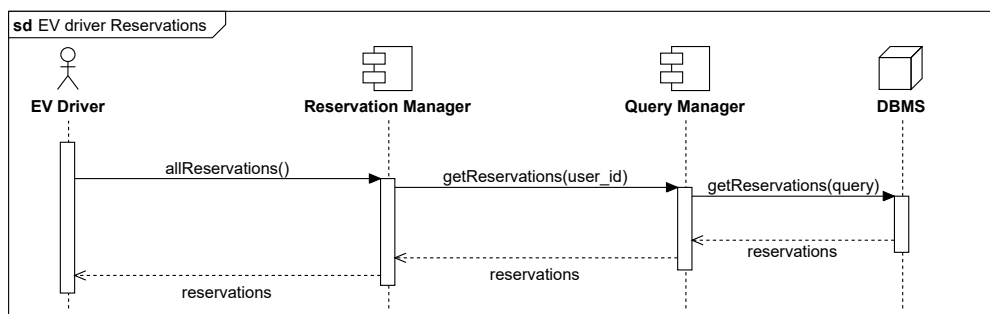 sd EV driver Reservations
EV Driver
Reservation Manager
Query Manager
DBMS
allReservations()
getReservations(user_id)
getReservations(query)
reservations
reservations
reservations